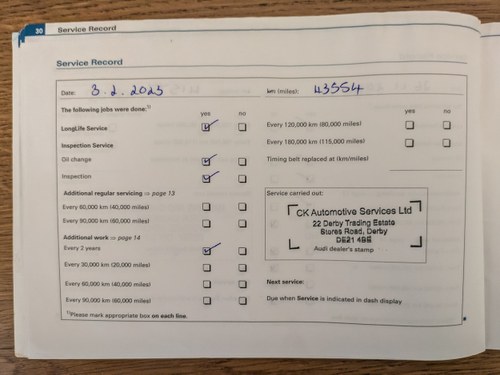 30 Service Record
Service Record
Date: 3.2.2025 km (miles): 43554
The following jobs were done:¹⁾ yes no
LongLife Service
Inspection Service
Oil change
Inspection
Additional regular servicing ⇨ page 13
Every 60,000 km (40,000 miles)
Every 90,000 km (60,000 miles)
Additional work ⇨ page 14
Every 2 years
Every 30,000 km (20,000 miles)
Every 60,000 km (40,000 miles)
Every 90,000 km (60,000 miles)
¹⁾Please mark appropriate box on each line.
yes no
Every 120,000 km (80,000 miles)
Every 180,000 km (115,000 miles)
Timing belt replaced at (km/miles)
Service carried out:
CK Automotive Services Ltd
22 Derby Trading Estate
Stores Road, Derby
DE21 4BE
Audi dealer's stamp
Next service:
Due when Service is indicated in dash display